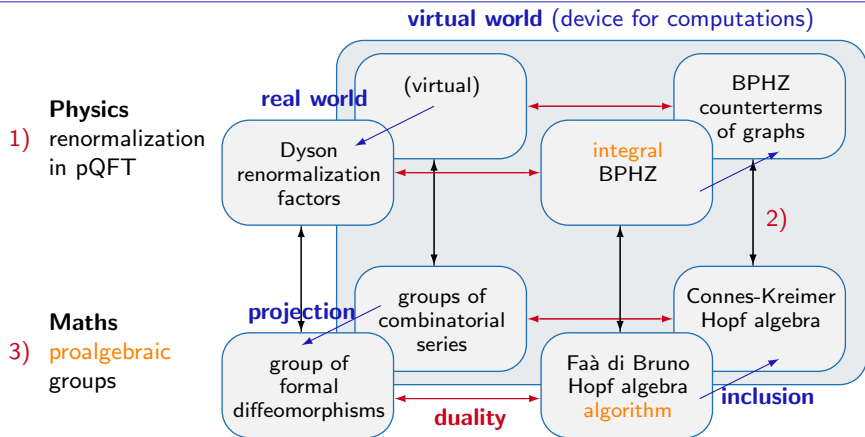 virtual world (device for computations)
real world
(virtual)
BPHZ
counterterms
of graphs
1)
Physics
renormalization
in pQFT
Dyson
renormalization
factors
integral
BPHZ
2)
projection
groups of
combinatorial
series
Connes-Kreimer
Hopf algebra
3)
Maths
proalgebraic
groups
group of
formal
diffeomorphisms
duality
Faà di Bruno
Hopf algebra
algorithm
inclusion